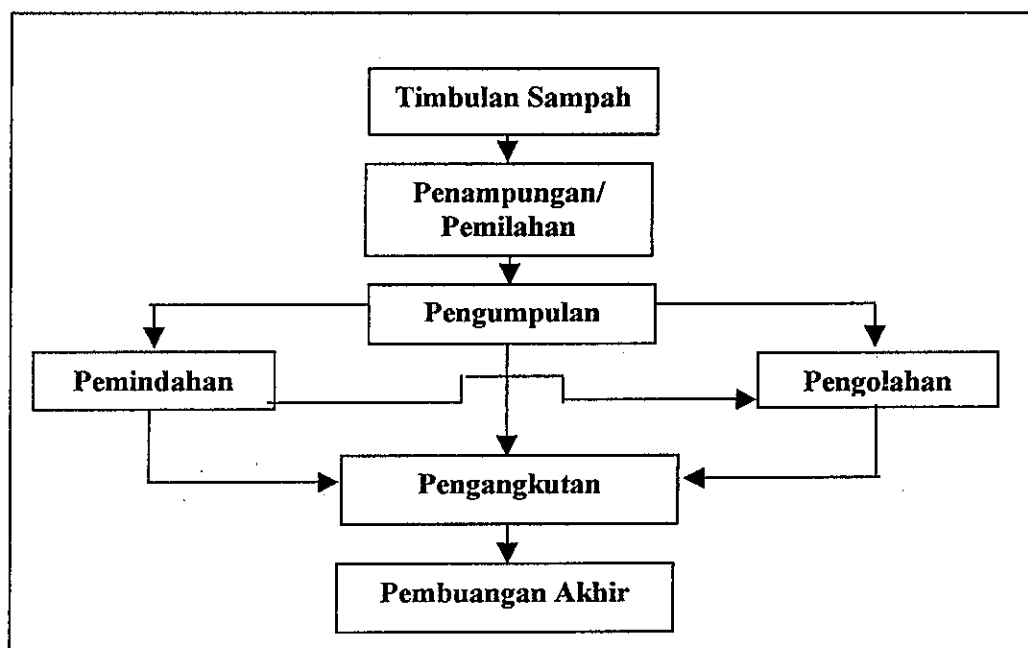 Timbulan Sampah
Penampungan/
Pemilahan
Pengumpulan
Pemindahan
Pengolahan
Pengangkutan
Pembuangan Akhir